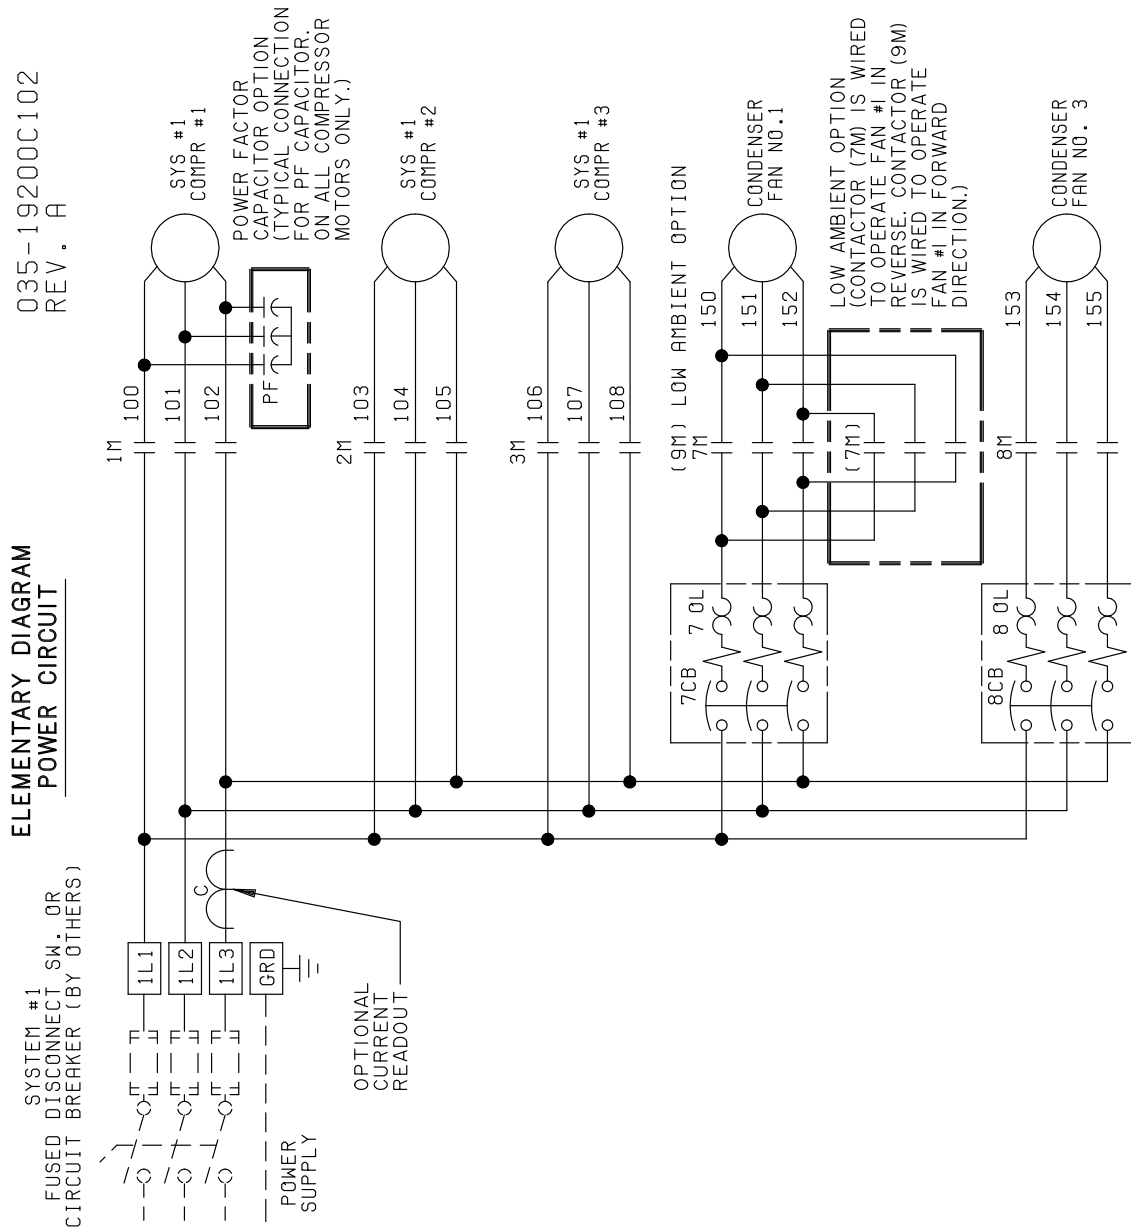 035-19200C102
REV. A
ELEMENTARY DIAGRAM
POWER CIRCUIT
SYSTEM #1
FUSED DISCONNECT SW. OR
CIRCUIT BREAKER (BY OTHERS)
POWER
SUPPLY
1L1
1L2
1L3
GRD
C
OPTIONAL
CURRENT
READOUT
1M
100
101
102
PF
SYS #1
COMPR #1
POWER FACTOR
CAPACITOR OPTION
(TYPICAL CONNECTION
FOR PF CAPACITOR.
ON ALL COMPRESSOR
MOTORS ONLY.)
2M
103
104
105
SYS #1
COMPR #2
3M
106
107
108
SYS #1
COMPR #3
7CB
7 OL
(9M) LOW AMBIENT OPTION
7M
(7M)
150
151
152
CONDENSER
FAN NO.1
LOW AMBIENT OPTION
(CONTACTOR (7M) IS WIRED
TO OPERATE FAN #1 IN
REVERSE. CONTACTOR (9M)
IS WIRED TO OPERATE
FAN #1 IN FORWARD
DIRECTION.)
8CB
8 OL
8M
153
154
155
CONDENSER
FAN NO. 3